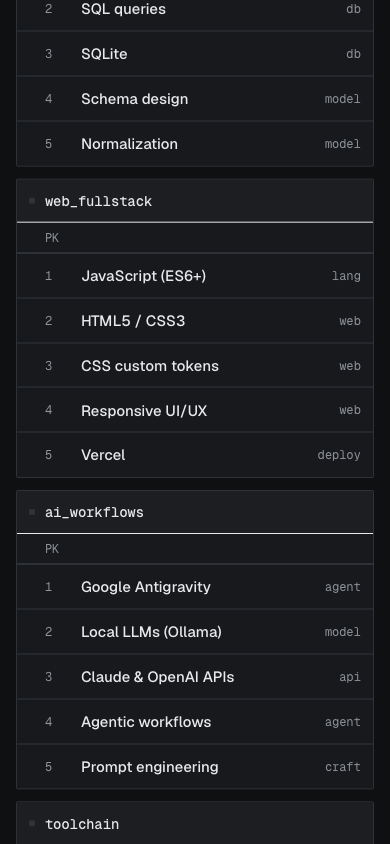 2 SQL queries db
3 SQLite db
4 Schema design model
5 Normalization model
web_fullstack
PK
1 JavaScript (ES6+) lang
2 HTML5 / CSS3 web
3 CSS custom tokens web
4 Responsive UI/UX web
5 Vercel deploy
ai_workflows
PK
1 Google Antigravity agent
2 Local LLMs (Ollama) model
3 Claude & OpenAI APIs api
4 Agentic workflows agent
5 Prompt engineering craft
toolchain